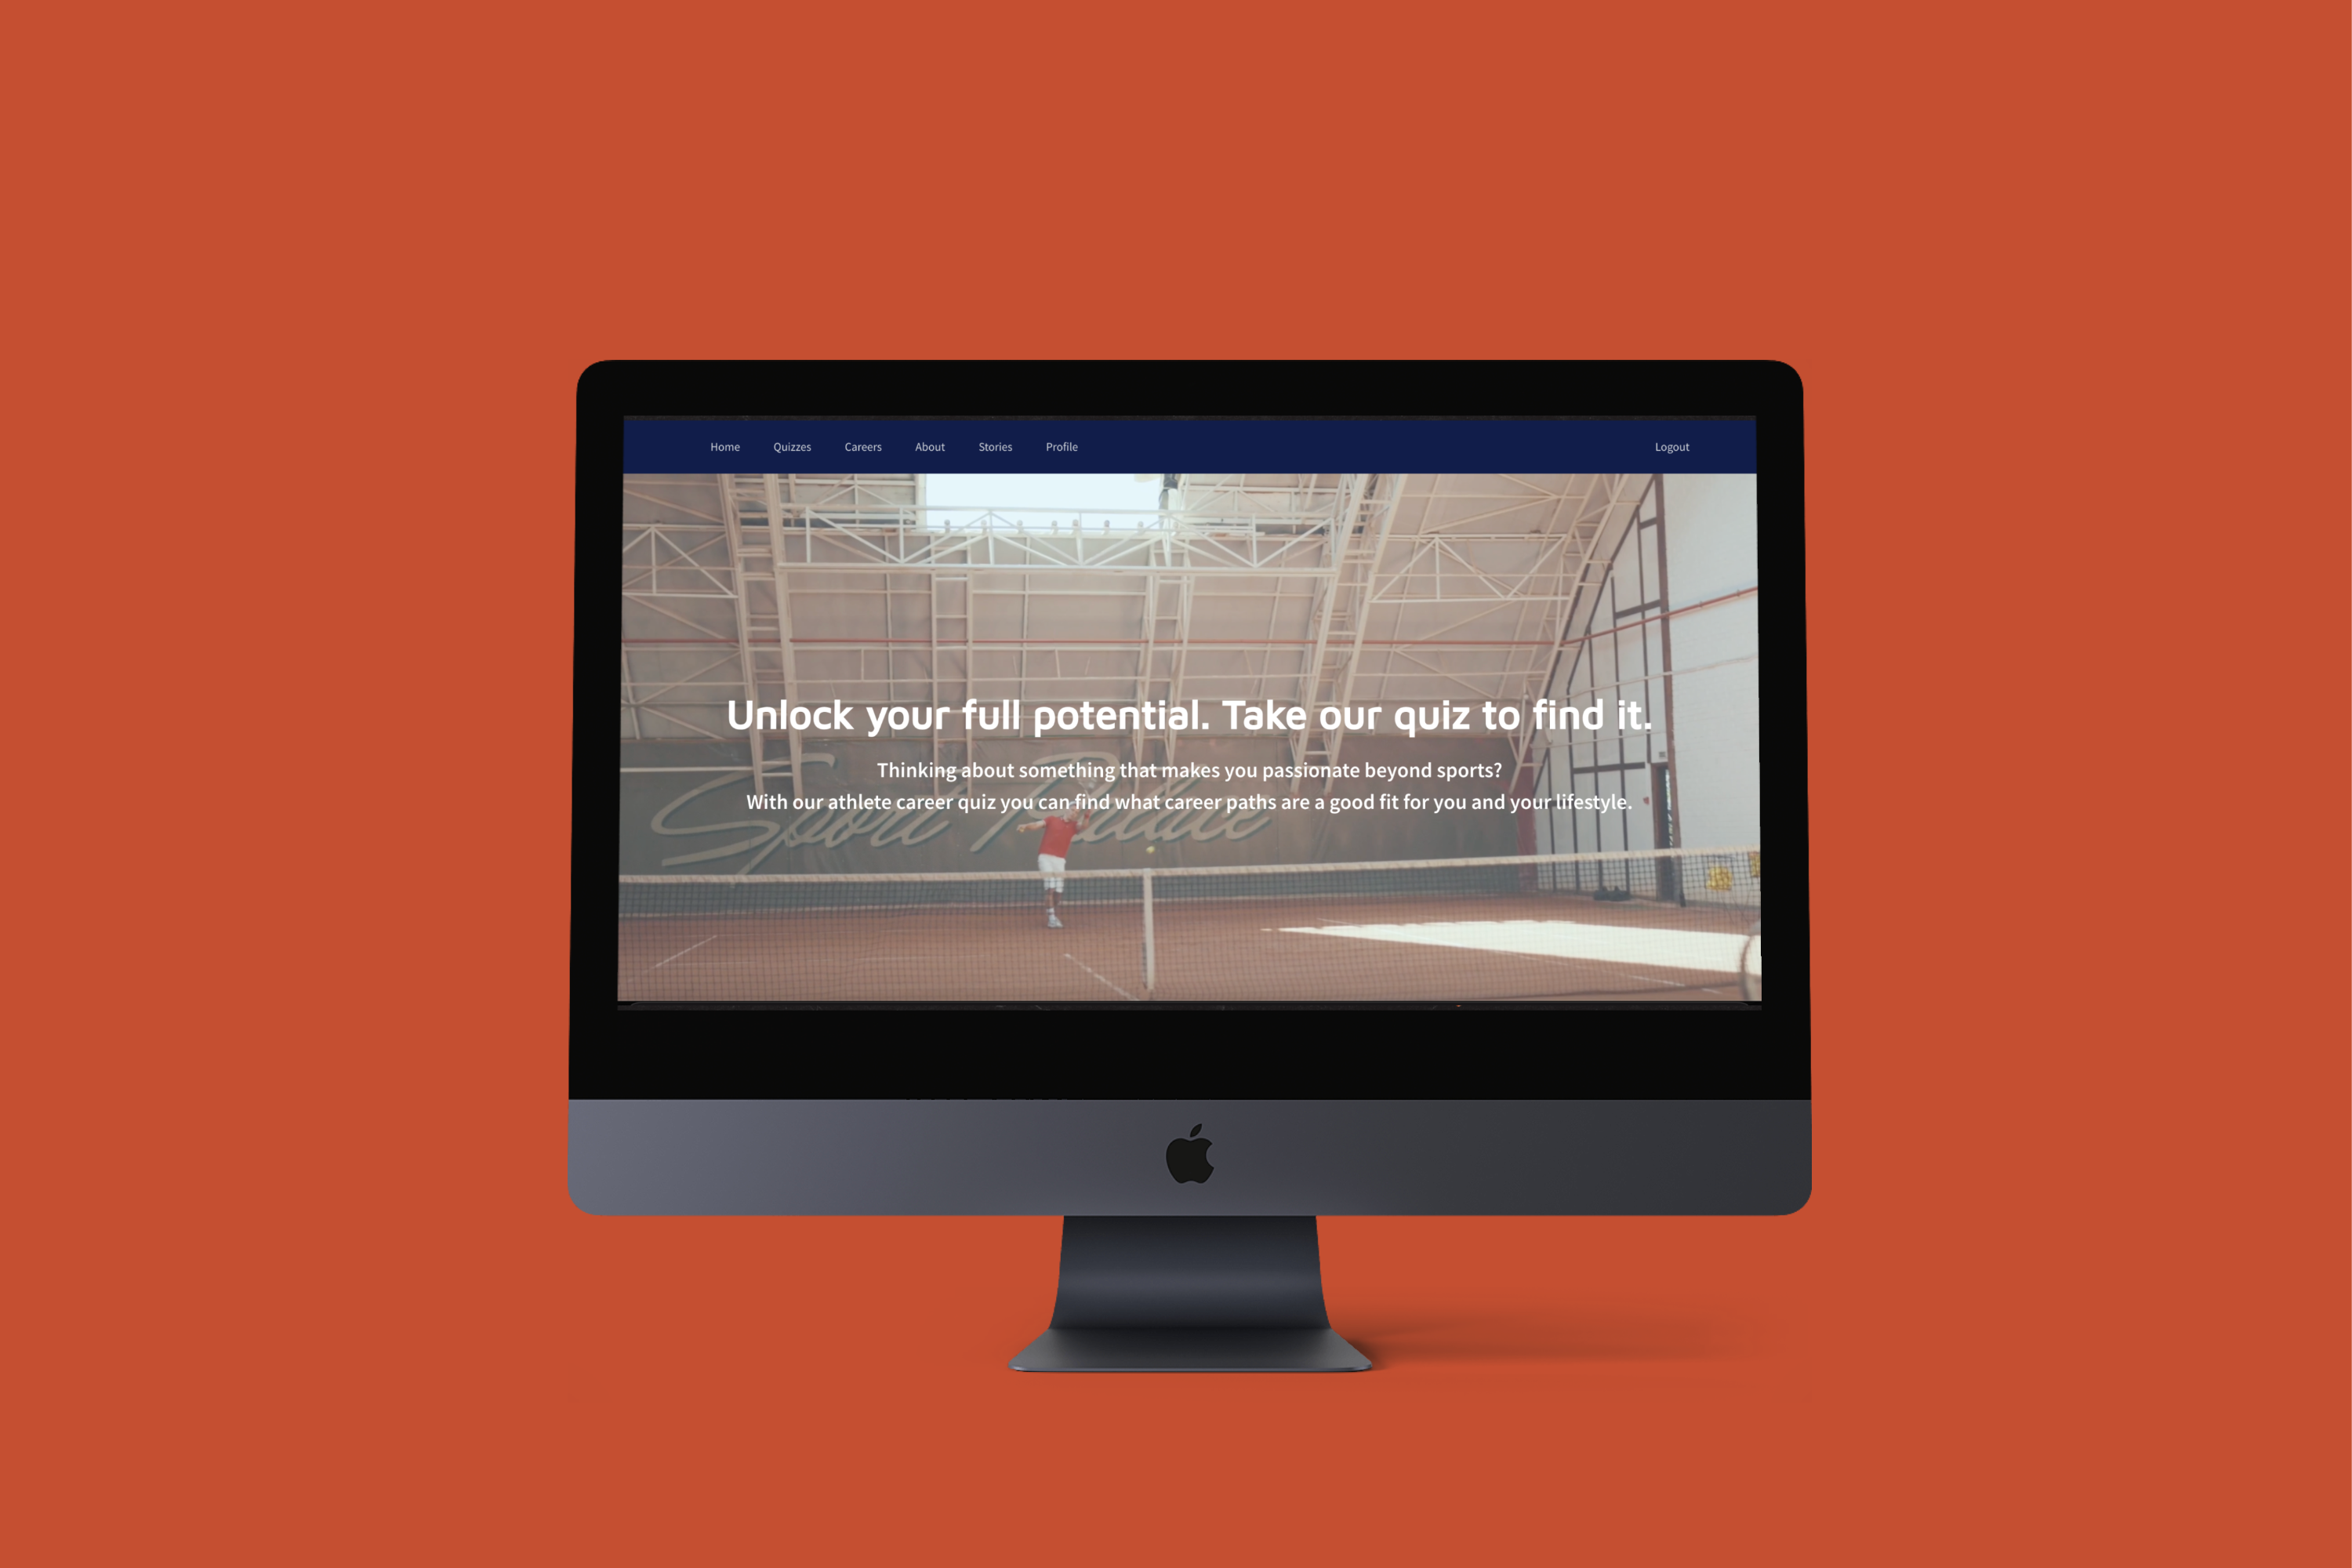 Home Quizzes Careers About Stories Profile Logout
Unlock your full potential. Take our quiz to find it.
Thinking about something that makes you passionate beyond sports?
With our athlete career quiz you can find what career paths are a good fit for you and your lifestyle.
Sport Palace